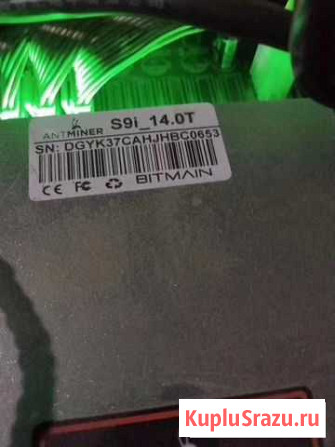 ANTMINER S9i_14.0T
SN: DGYK37CAHJHBC0653
CE FC BITMAIN
KupluSrazu.ru